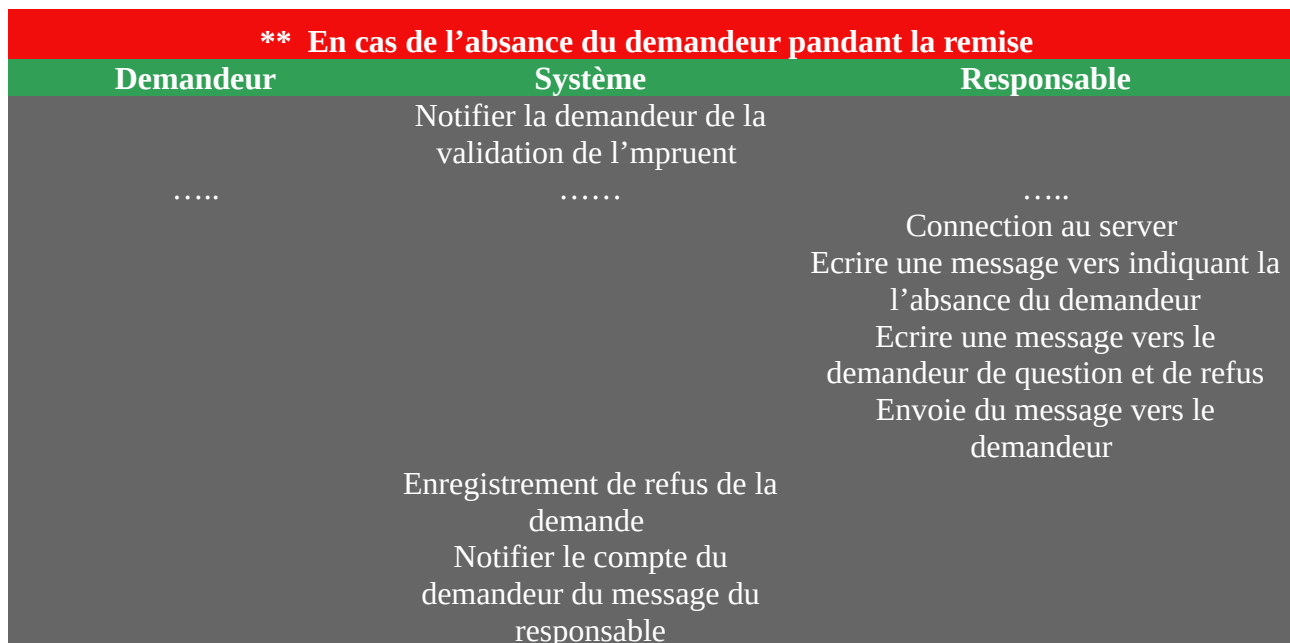 ** En cas de l’absance du demandeur pandant la remise
Demandeur Système Responsable
Notifier la demandeur de la
validation de l’mpruent
….. …… …..
Connection au server
Ecrire une message vers indiquant la
l’absance du demandeur
Ecrire une message vers le
demandeur de question et de refus
Envoie du message vers le
demandeur
Enregistrement de refus de la
demande
Notifier le compte du
demandeur du message du
responsable